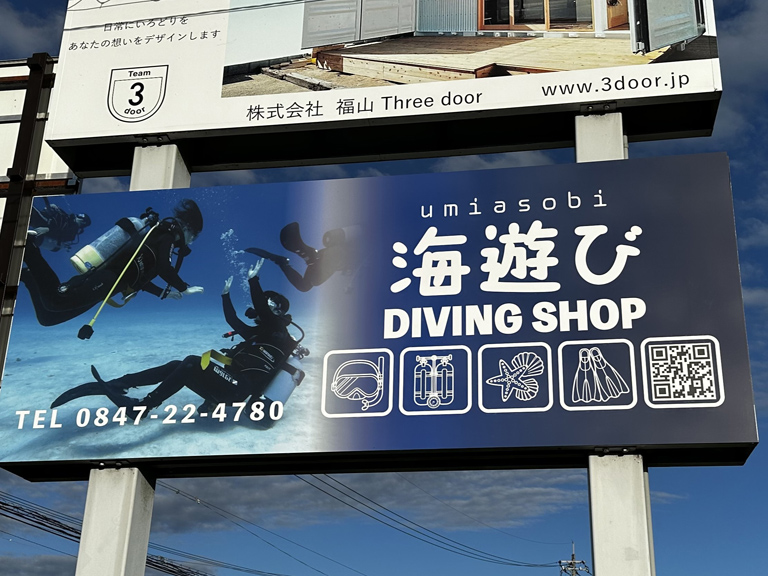 日常にいろどりを
あなたの想いをデザインします
Team
3
door
株式会社 福山 Three door
www.3door.jp
umiasobi
海遊び
DIVING SHOP
TEL 0847-22-4780